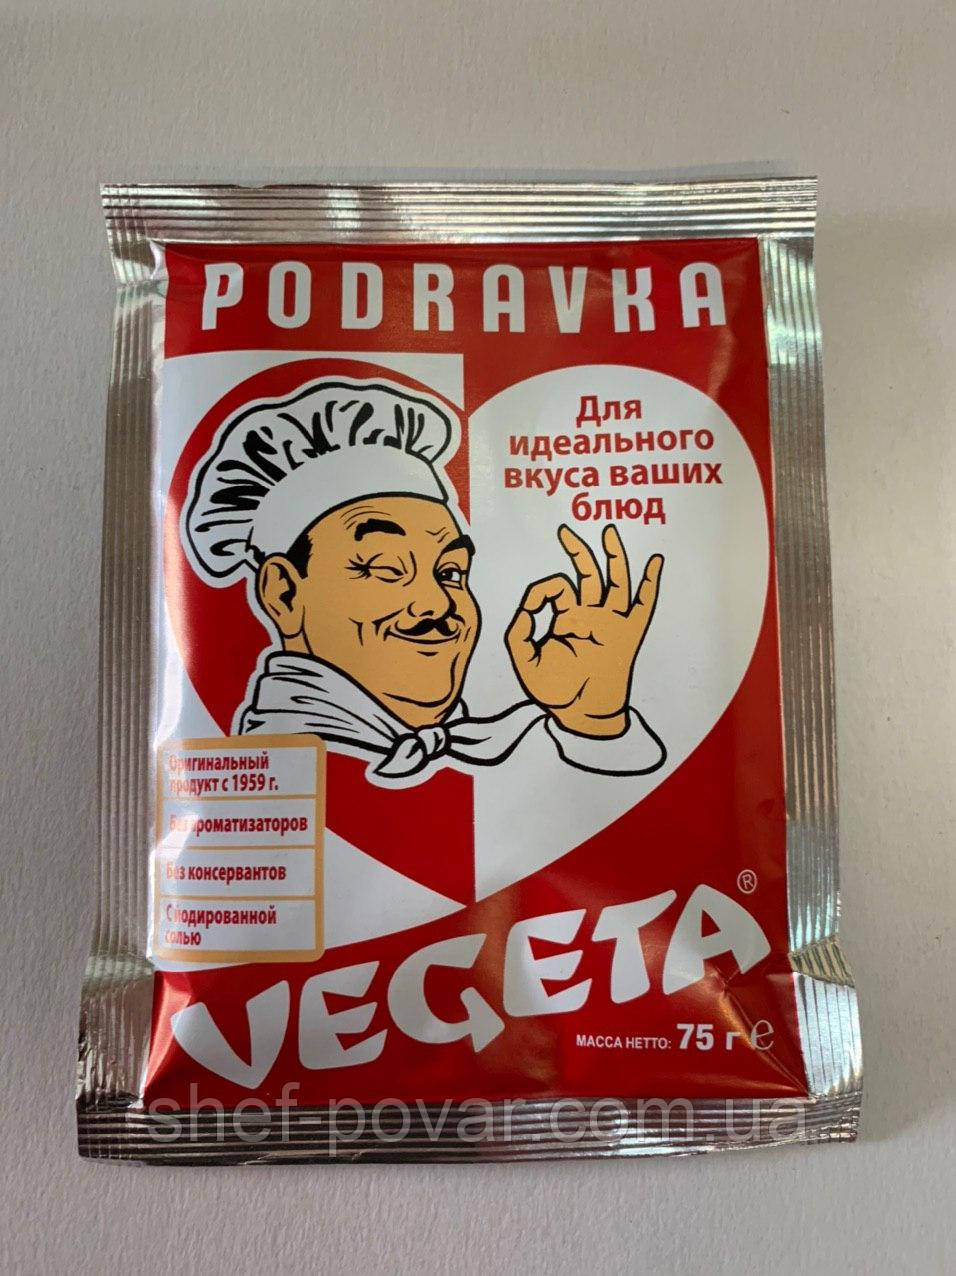 PODRAVKA
Для
идеального
вкуса ваших
блюд
Оригинальный
продукт с 1959 г.
Без ароматизаторов
Без консервантов
С йодированной
солью
VEGETA®
МАССА НЕТТО: 75 г e
shef-povar.com.ua